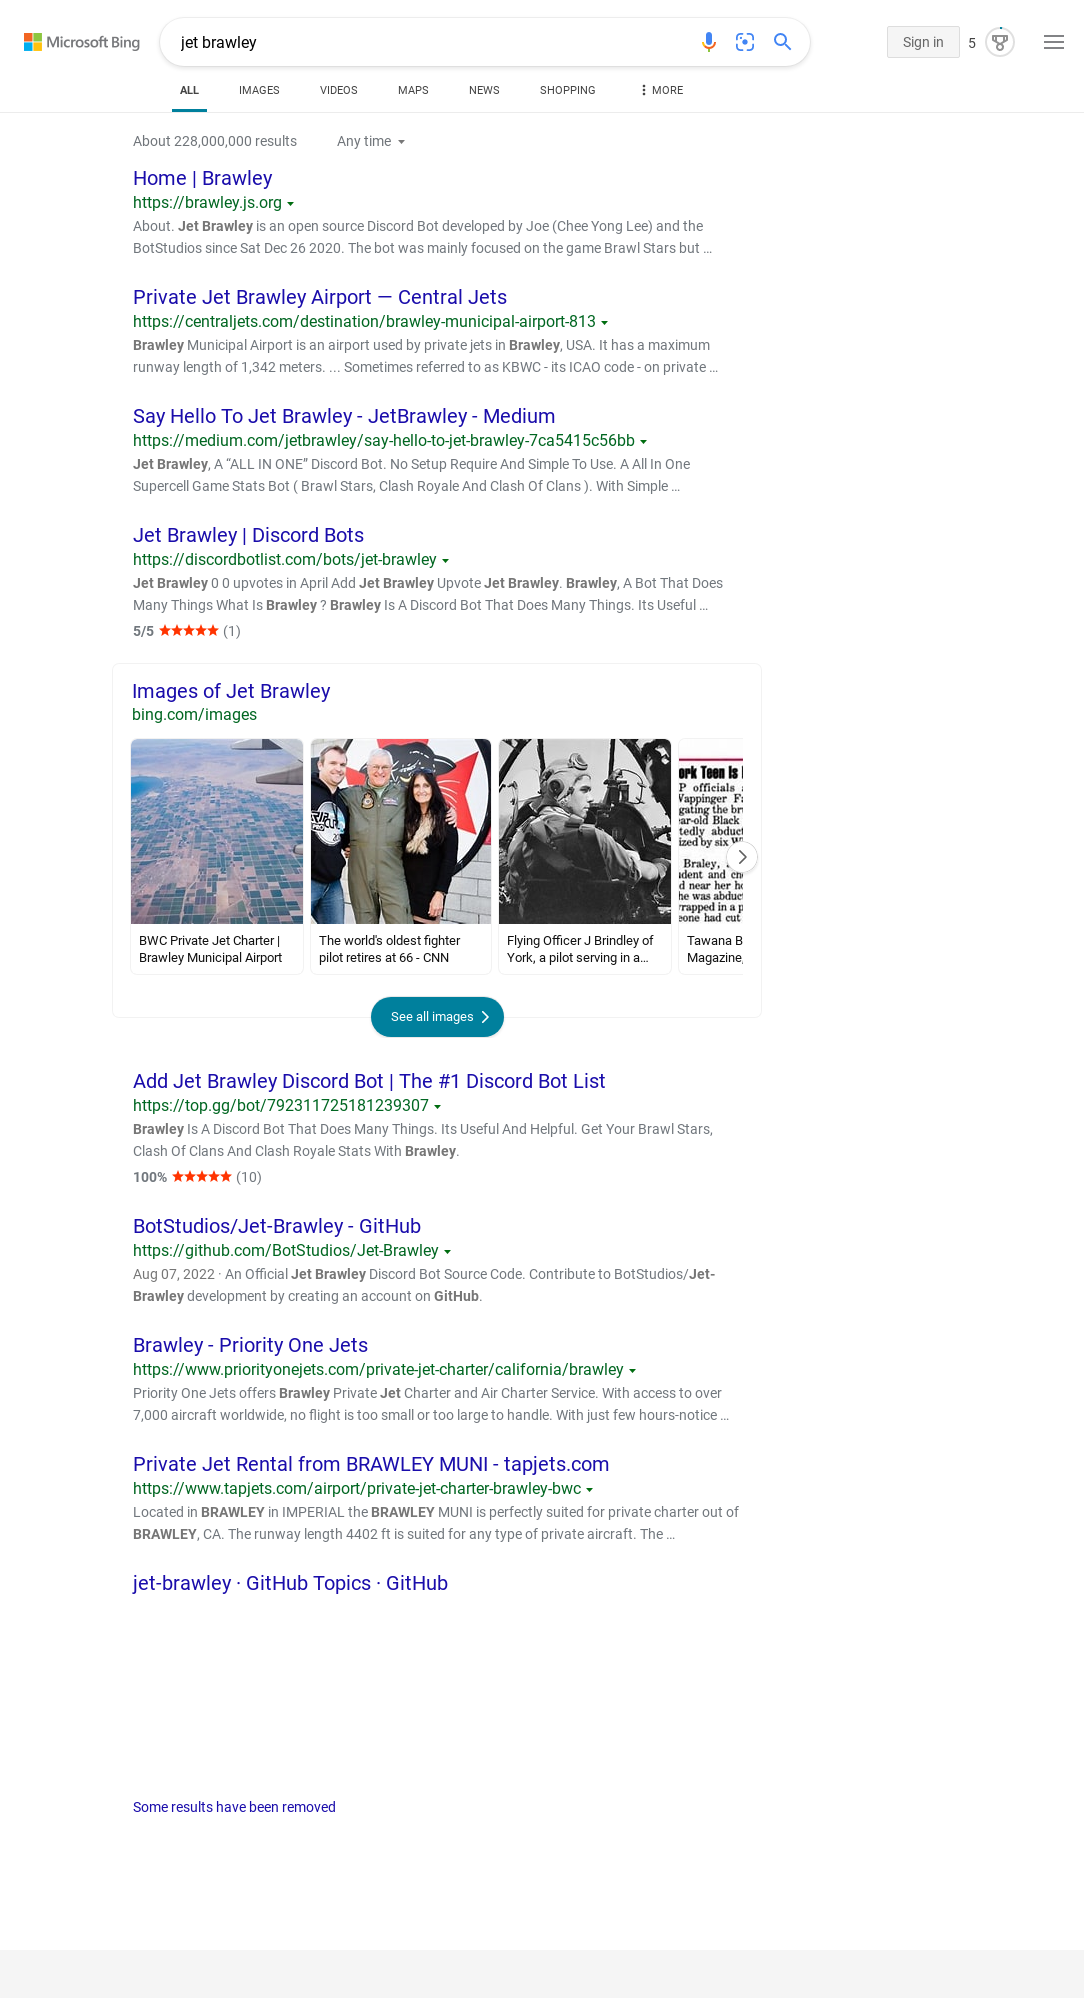 Microsoft Bing
jet brawley
Sign in
5
ALL
IMAGES
VIDEOS
MAPS
NEWS
SHOPPING
MORE
About 228,000,000 results
Any time
Home | Brawley
https://brawley.js.org
About. Jet Brawley is an open source Discord Bot developed by Joe (Chee Yong Lee) and the
BotStudios since Sat Dec 26 2020. The bot was mainly focused on the game Brawl Stars but ...
Private Jet Brawley Airport — Central Jets
https://centraljets.com/destination/brawley-municipal-airport-813
Brawley Municipal Airport is an airport used by private jets in Brawley, USA. It has a maximum
runway length of 1,342 meters. ... Sometimes referred to as KBWC - its ICAO code - on private ...
Say Hello To Jet Brawley - JetBrawley - Medium
https://medium.com/jetbrawley/say-hello-to-jet-brawley-7ca5415c56bb
Jet Brawley, A “ALL IN ONE” Discord Bot. No Setup Require And Simple To Use. A All In One
Supercell Game Stats Bot ( Brawl Stars, Clash Royale And Clash Of Clans ). With Simple ...
Jet Brawley | Discord Bots
https://discordbotlist.com/bots/jet-brawley
Jet Brawley 0 0 upvotes in April Add Jet Brawley Upvote Jet Brawley. Brawley, A Bot That Does
Many Things What Is Brawley ? Brawley Is A Discord Bot That Does Many Things. Its Useful ...
5/5 ★★★★★ (1)
Images of Jet Brawley
bing.com/images
ork Teen Is
P officials
Wappinger Fa
gating the br
ear-old Black
tedly abduct
ized by six W
Braley,
udent and ch
d near her ho
he was abduct
wrapped in a p
eone had cut
BWC Private Jet Charter |
Brawley Municipal Airport
The world's oldest fighter
pilot retires at 66 - CNN
Flying Officer J Brindley of
York, a pilot serving in a...
Tawana B
Magazine,
See all images
Add Jet Brawley Discord Bot | The #1 Discord Bot List
https://top.gg/bot/792311725181239307
Brawley Is A Discord Bot That Does Many Things. Its Useful And Helpful. Get Your Brawl Stars,
Clash Of Clans And Clash Royale Stats With Brawley.
100% ★★★★★ (10)
BotStudios/Jet-Brawley - GitHub
https://github.com/BotStudios/Jet-Brawley
Aug 07, 2022 · An Official Jet Brawley Discord Bot Source Code. Contribute to BotStudios/Jet-
Brawley development by creating an account on GitHub.
Brawley - Priority One Jets
https://www.priorityonejets.com/private-jet-charter/california/brawley
Priority One Jets offers Brawley Private Jet Charter and Air Charter Service. With access to over
7,000 aircraft worldwide, no flight is too small or too large to handle. With just few hours-notice ...
Private Jet Rental from BRAWLEY MUNI - tapjets.com
https://www.tapjets.com/airport/private-jet-charter-brawley-bwc
Located in BRAWLEY in IMPERIAL the BRAWLEY MUNI is perfectly suited for private charter out of
BRAWLEY, CA. The runway length 4402 ft is suited for any type of private aircraft. The ...
jet-brawley · GitHub Topics · GitHub
Some results have been removed